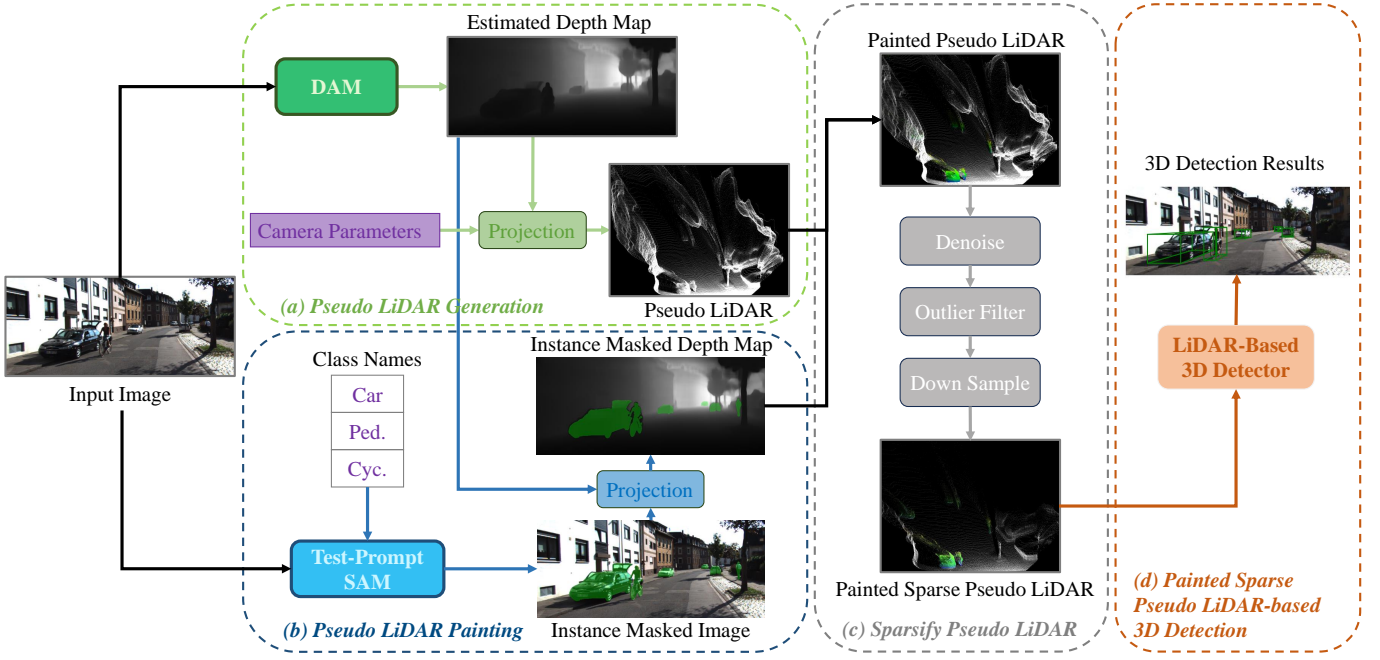 Estimated Depth Map
DAM
Camera Parameters
Projection
(a) Pseudo LiDAR Generation
Pseudo LiDAR
Input Image
Class Names
Car
Ped.
Cyc.
Test-Prompt
SAM
Instance Masked Depth Map
Projection
(b) Pseudo LiDAR Painting
Instance Masked Image
Painted Pseudo LiDAR
Denoise
Outlier Filter
Down Sample
Painted Sparse Pseudo LiDAR
(c) Sparsify Pseudo LiDAR
3D Detection Results
LiDAR-Based
3D Detector
(d) Painted Sparse
Pseudo LiDAR-based
3D Detection